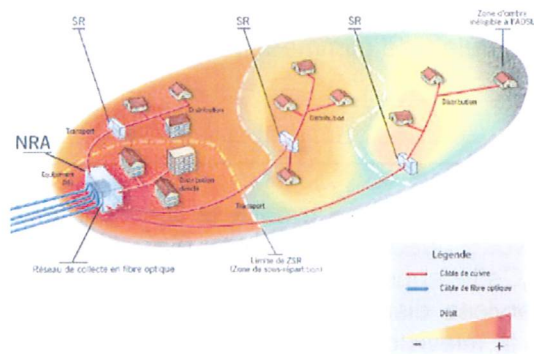 SR
SR
SR
Zone d'ombre
inéligible à l'ADSL
Distribution
Transport
NRA
Distribution
Distribution
Distribution
directe
Transport
Réseau de collecte en fibre optique
Limite de ZSR
(Zone de sous-répartition)
Légende
Câble de cuivre
Câble de fibre optique
Débit
-
+